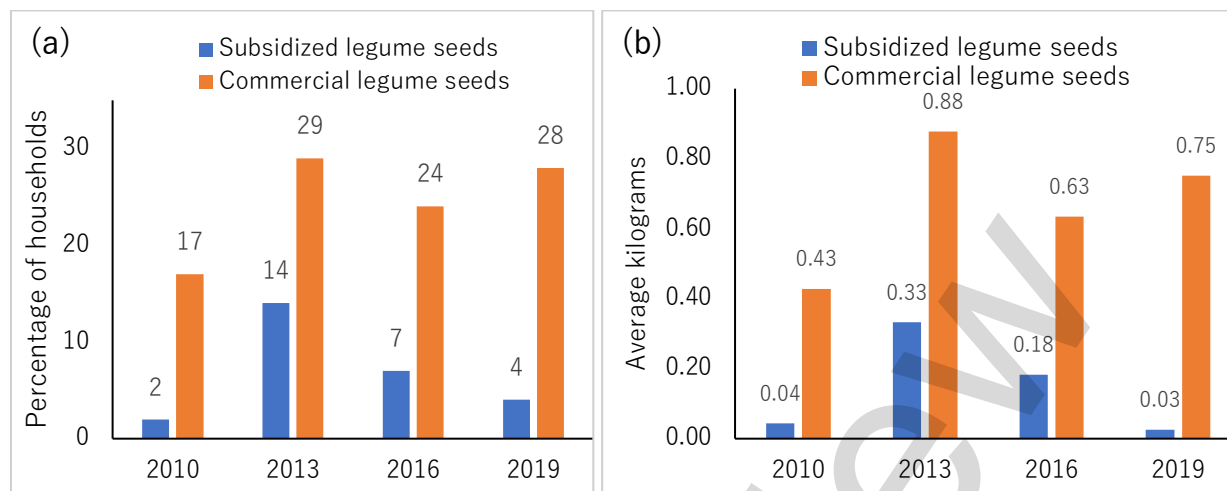 (a)
Subsidized legume seeds
Commercial legume seeds
Percentage of households
30
20
10
0
2
17
14
29
7
24
4
28
2010 2013 2016 2019
(b)
Subsidized legume seeds
Commercial legume seeds
Average kilograms
1.00
0.80
0.60
0.40
0.20
0.00
0.04
0.43
0.33
0.88
0.18
0.63
0.03
0.75
2010 2013 2016 2019
ew